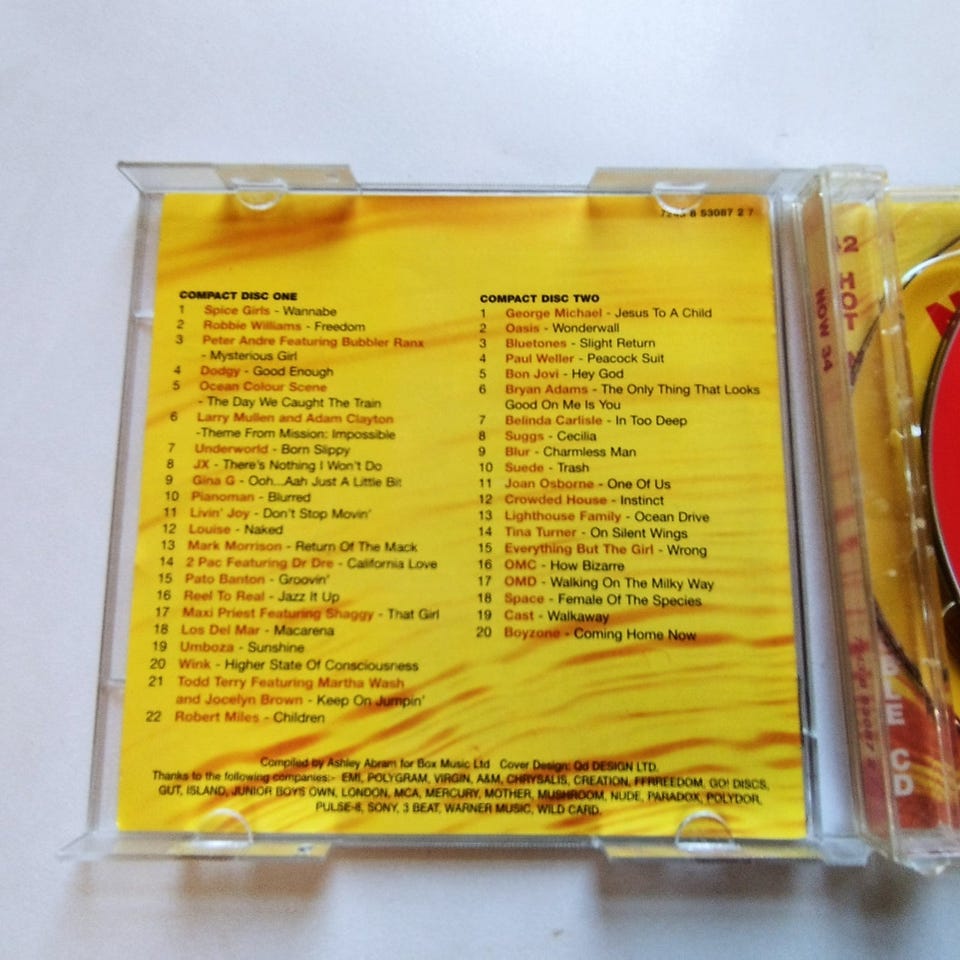 7243 8 53087 2 7
COMPACT DISC ONE
1 Spice Girls - Wannabe
2 Robbie Williams - Freedom
3 Peter Andre Featuring Bubbler Ranx
- Mysterious Girl
4 Dodgy - Good Enough
5 Ocean Colour Scene
- The Day We Caught The Train
6 Larry Mullen and Adam Clayton
-Theme From Mission: Impossible
7 Underworld - Born Slippy
8 JX - There's Nothing I Won't Do
9 Gina G - Ooh...Aah Just A Little Bit
10 Pianoman - Blurred
11 Livin' Joy - Don't Stop Movin'
12 Louise - Naked
13 Mark Morrison - Return Of The Mack
14 2 Pac Featuring Dr Dre - California Love
15 Pato Banton - Groovin'
16 Reel To Real - Jazz It Up
17 Maxi Priest Featuring Shaggy - That Girl
18 Los Del Mar - Macarena
19 Umboza - Sunshine
20 Wink - Higher State Of Consciousness
21 Todd Terry Featuring Martha Wash
and Jocelyn Brown - Keep On Jumpin'
22 Robert Miles - Children
COMPACT DISC TWO
1 George Michael - Jesus To A Child
2 Oasis - Wonderwall
3 Bluetones - Slight Return
4 Paul Weller - Peacock Suit
5 Bon Jovi - Hey God
6 Bryan Adams - The Only Thing That Looks
Good On Me Is You
7 Belinda Carlisle - In Too Deep
8 Suggs - Cecilia
9 Blur - Charmless Man
10 Suede - Trash
11 Joan Osborne - One Of Us
12 Crowded House - Instinct
13 Lighthouse Family - Ocean Drive
14 Tina Turner - On Silent Wings
15 Everything But The Girl - Wrong
16 OMC - How Bizarre
17 OMD - Walking On The Milky Way
18 Space - Female Of The Species
19 Cast - Walkaway
20 Boyzone - Coming Home Now
Compiled by Ashley Abram for Box Music Ltd Cover Design: Qd DESIGN LTD.
Thanks to the following companies:- EMI, POLYGRAM, VIRGIN, A&M, CHRYSALIS, CREATION, FFRREEDOM, GO! DISCS,
GUT, ISLAND, JUNIOR BOYS OWN, LONDON, MCA, MERCURY, MOTHER, MUSHROOM, NUDE, PARADOX, POLYDOR,
PULSE-8, SONY, 3 BEAT, WARNER MUSIC, WILD CARD.
NOW 34
CD